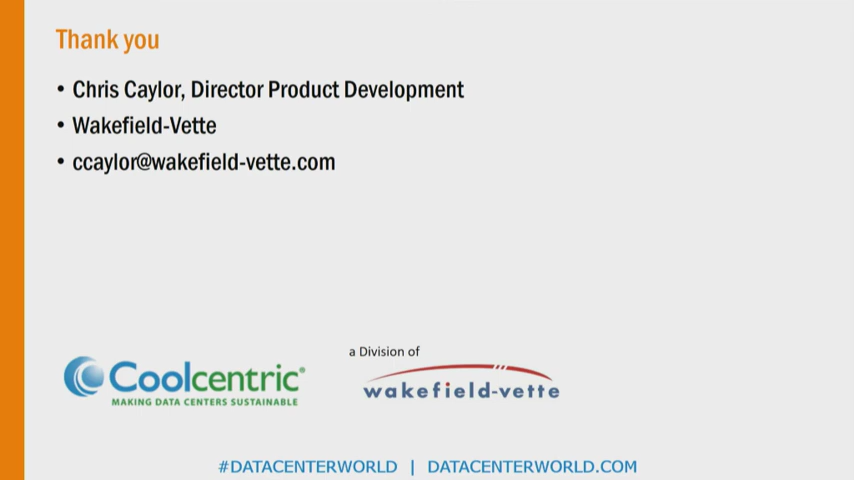 Thank you
• Chris Caylor, Director Product Development
• Wakefield-Vette
• ccaylor@wakefield-vette.com
a Division of
Coolcentric®
MAKING DATA CENTERS SUSTAINABLE
wakefield-vette
#DATACENTERWORLD | DATACENTERWORLD.COM